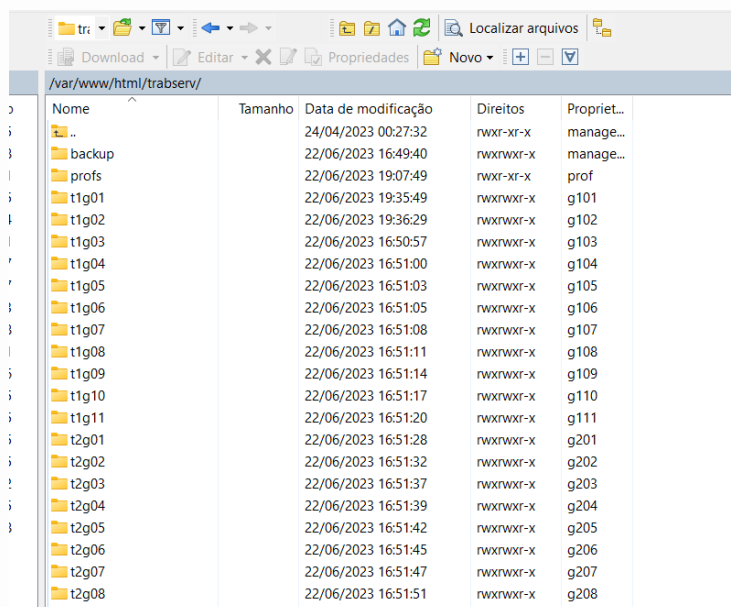 tra
Localizar arquivos
Download Editar Propriedades Novo
/var/www/html/trabserv/
Nome Tamanho Data de modificação Direitos Propriet...
.. 24/04/2023 00:27:32 rwxr-xr-x manage...
backup 22/06/2023 16:49:40 rwxrwxr-x manage...
profs 22/06/2023 19:07:49 rwxr-xr-x prof
t1g01 22/06/2023 19:35:49 rwxrwxr-x g101
t1g02 22/06/2023 19:36:29 rwxrwxr-x g102
t1g03 22/06/2023 16:50:57 rwxrwxr-x g103
t1g04 22/06/2023 16:51:00 rwxrwxr-x g104
t1g05 22/06/2023 16:51:03 rwxrwxr-x g105
t1g06 22/06/2023 16:51:05 rwxrwxr-x g106
t1g07 22/06/2023 16:51:08 rwxrwxr-x g107
t1g08 22/06/2023 16:51:11 rwxrwxr-x g108
t1g09 22/06/2023 16:51:14 rwxrwxr-x g109
t1g10 22/06/2023 16:51:17 rwxrwxr-x g110
t1g11 22/06/2023 16:51:20 rwxrwxr-x g111
t2g01 22/06/2023 16:51:28 rwxrwxr-x g201
t2g02 22/06/2023 16:51:32 rwxrwxr-x g202
t2g03 22/06/2023 16:51:37 rwxrwxr-x g203
t2g04 22/06/2023 16:51:39 rwxrwxr-x g204
t2g05 22/06/2023 16:51:42 rwxrwxr-x g205
t2g06 22/06/2023 16:51:45 rwxrwxr-x g206
t2g07 22/06/2023 16:51:47 rwxrwxr-x g207
t2g08 22/06/2023 16:51:51 rwxrwxr-x g208